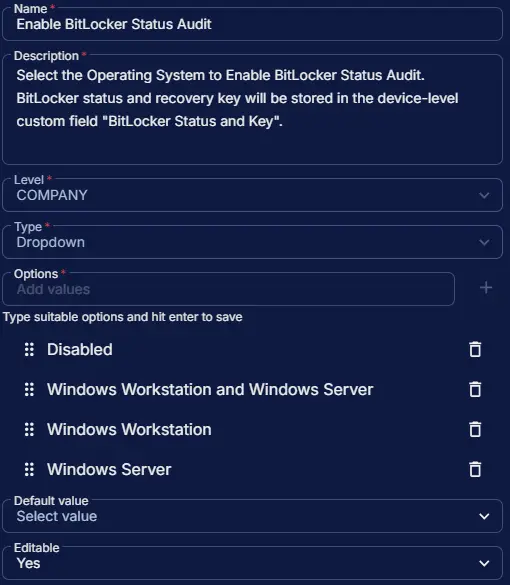 Name *
Enable BitLocker Status Audit
Description *
Select the Operating System to Enable BitLocker Status Audit.
BitLocker status and recovery key will be stored in the device-level
custom field "BitLocker Status and Key".
Level *
COMPANY
Type *
Dropdown
Options *
Add values
Type suitable options and hit enter to save
Disabled
Windows Workstation and Windows Server
Windows Workstation
Windows Server
Default value
Select value
Editable
Yes